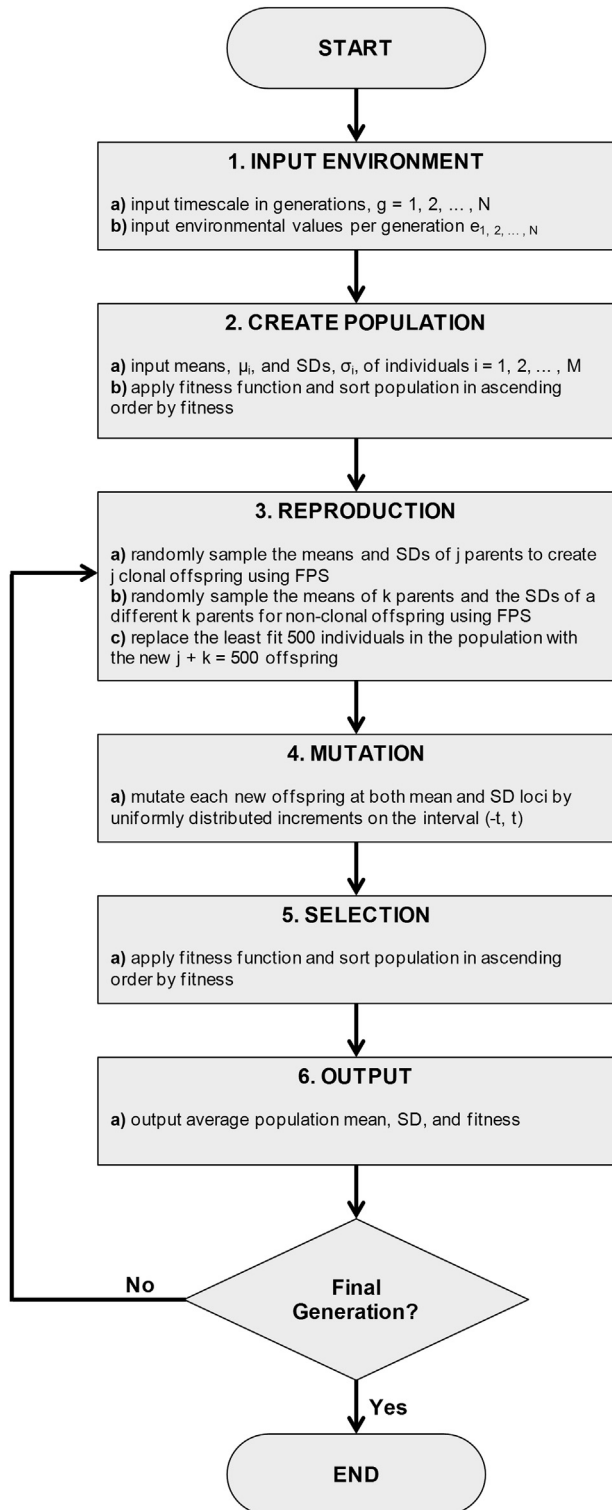 START
1. INPUT ENVIRONMENT
a) input timescale in generations, g = 1, 2, ... , N
b) input environmental values per generation e1, 2, ... , N
2. CREATE POPULATION
a) input means, μi, and SDs, σi, of individuals i = 1, 2, ... , M
b) apply fitness function and sort population in ascending
order by fitness
3. REPRODUCTION
a) randomly sample the means and SDs of j parents to create
j clonal offspring using FPS
b) randomly sample the means of k parents and the SDs of a
different k parents for non-clonal offspring using FPS
c) replace the least fit 500 individuals in the population with
the new j + k = 500 offspring
4. MUTATION
a) mutate each new offspring at both mean and SD loci by
uniformly distributed increments on the interval (-t, t)
5. SELECTION
a) apply fitness function and sort population in ascending
order by fitness
6. OUTPUT
a) output average population mean, SD, and fitness
No
Final
Generation?
Yes
END